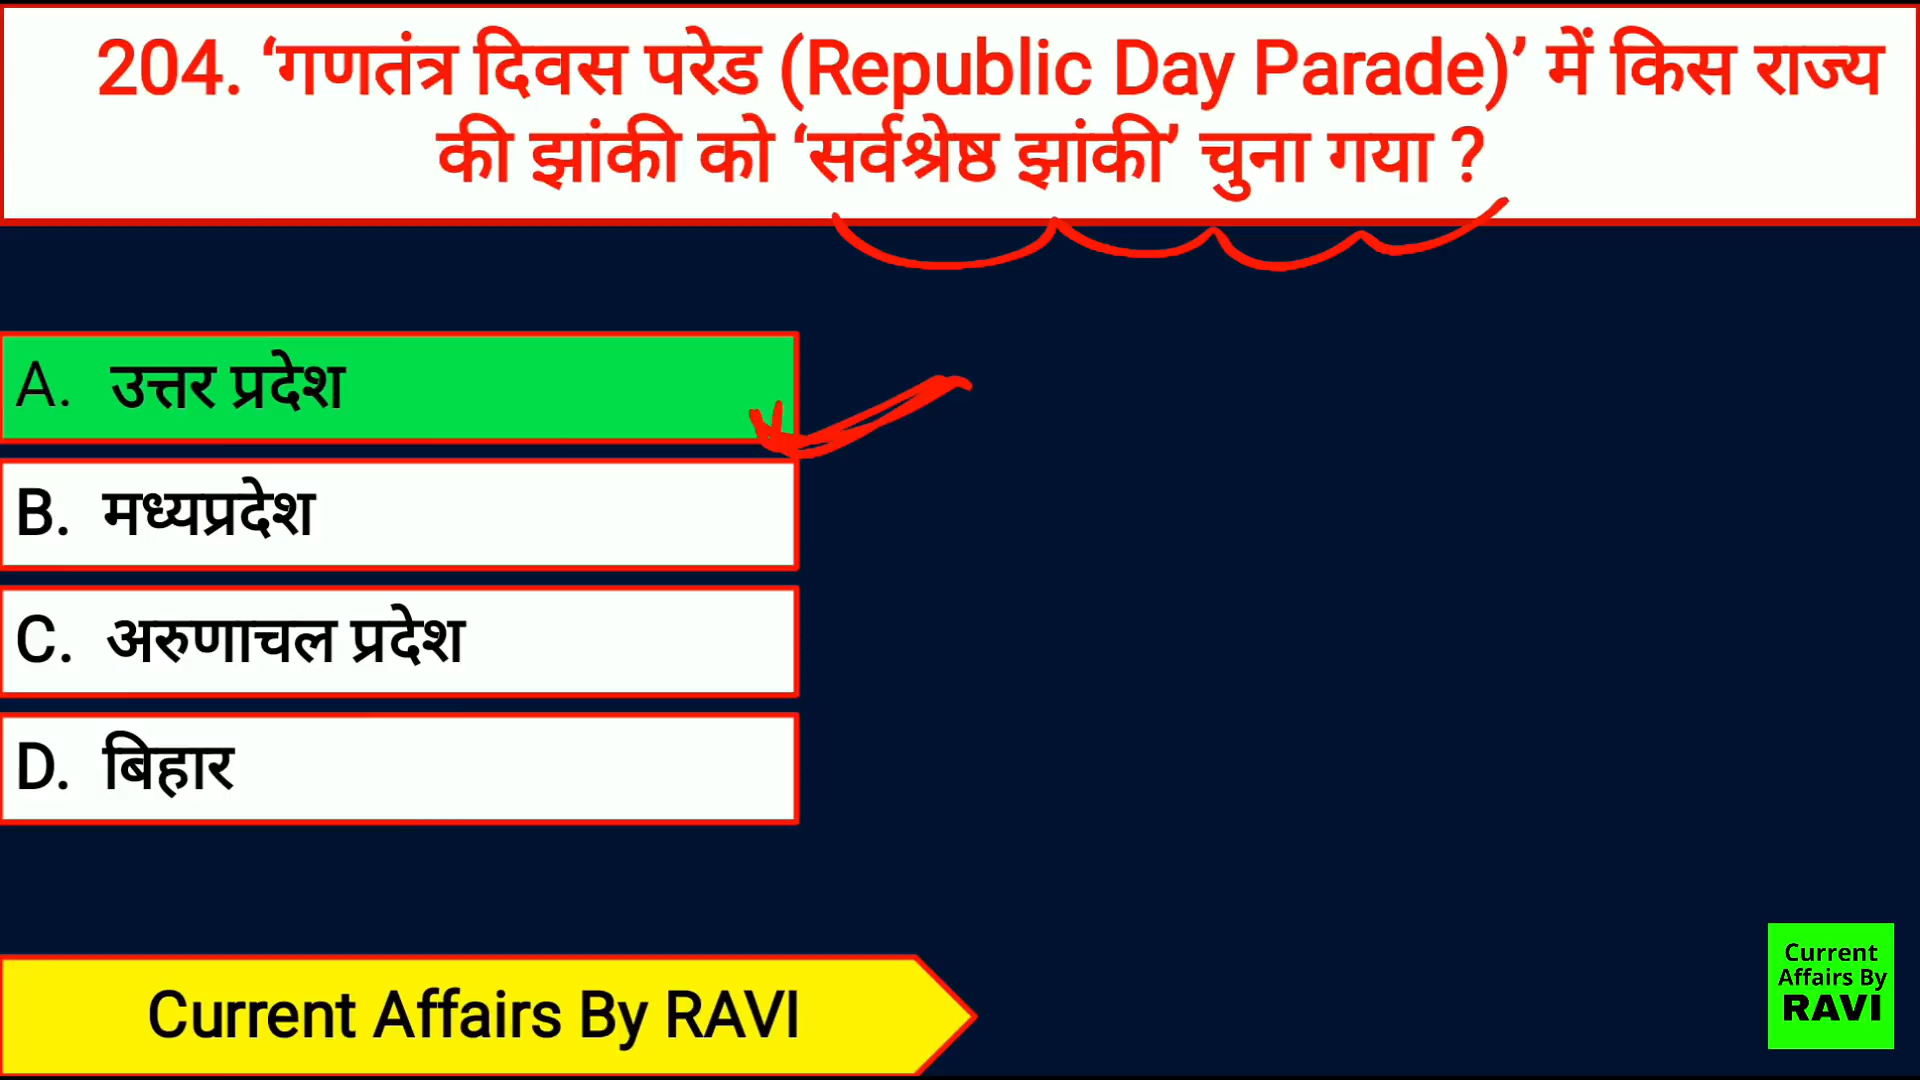 204. ‘गणतंत्र दिवस परेड (Republic Day Parade)’ में किस राज्य
की झांकी को ‘सर्वश्रेष्ठ झांकी’ चुना गया ?
A. उत्तर प्रदेश
B. मध्यप्रदेश
C. अरुणाचल प्रदेश
D. बिहार
Current Affairs By RAVI
Current
Affairs By
RAVI